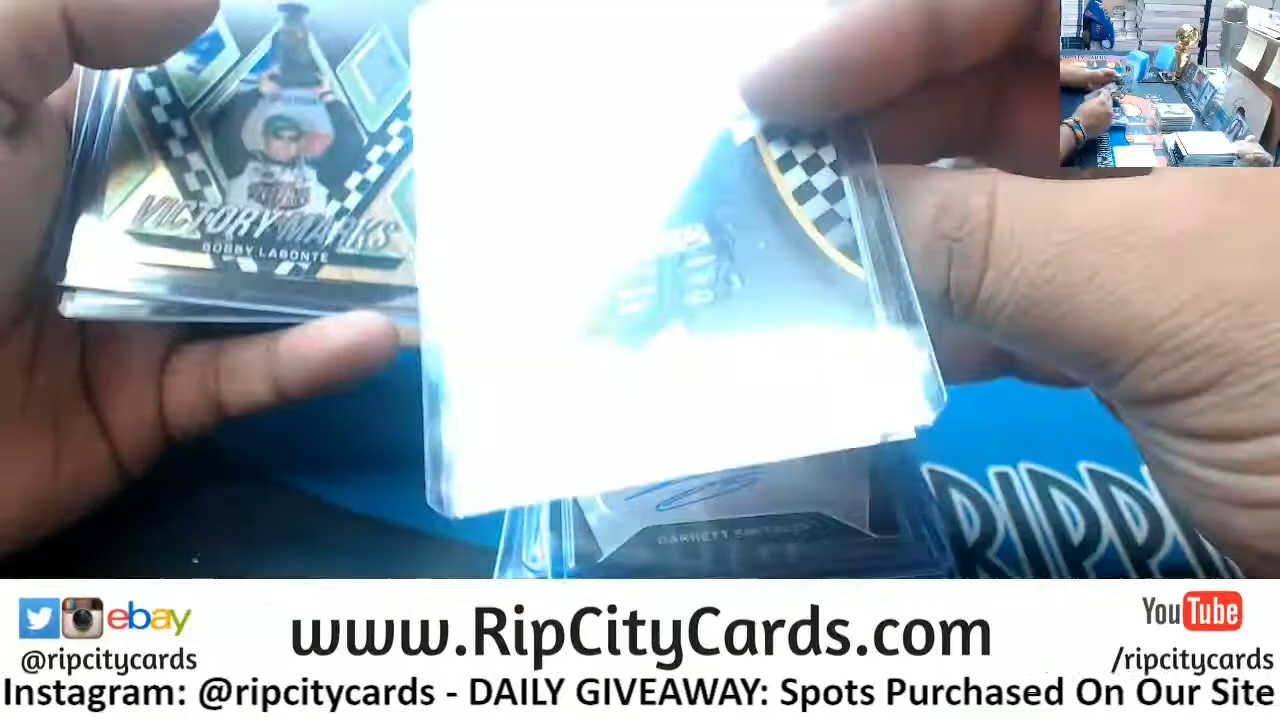 VICTORY MARKS
BOBBY LABONTE
GARRETT
RIPP
ebay
@ripcitycards
www.RipCityCards.com
YouTube
/ripcitycards
Instagram: @ripcitycards - DAILY GIVEAWAY: Spots Purchased On Our Site